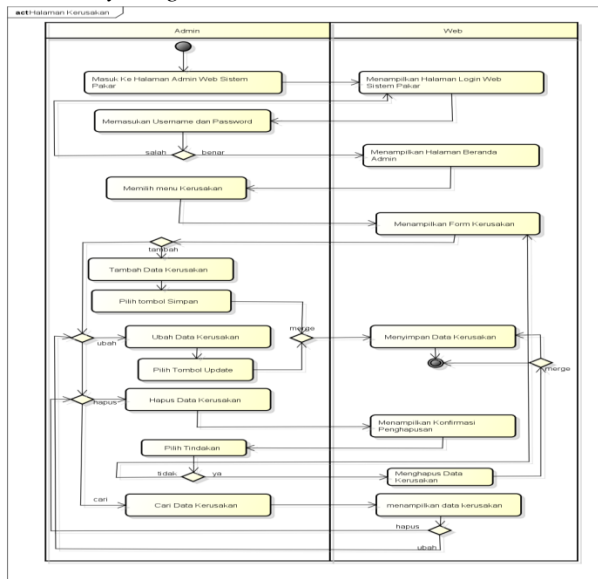 act Halaman Kerusakan
Admin
Web
Masuk Ke Halaman Admin Web Sistem
Pakar
Menampilkan Halaman Login Web
Sistem Pakar
Memasukan Username dan Password
salah
benar
Menampilkan Halaman Beranda
Admin
Memilih menu Kerusakan
Menampilkan Form Kerusakan
tambah
Tambah Data Kerusakan
Pilih tombol Simpan
merge
ubah
Ubah Data Kerusakan
Menyimpan Data Kerusakan
Pilih Tombol Update
merge
hapus
Hapus Data Kerusakan
Menampilkan Konfirmasi
Penghapusan
Pilih Tindakan
tidak
ya
Menghapus Data
Kerusakan
cari
Cari Data Kerusakan
menampilkan data kerusakan
hapus
ubah